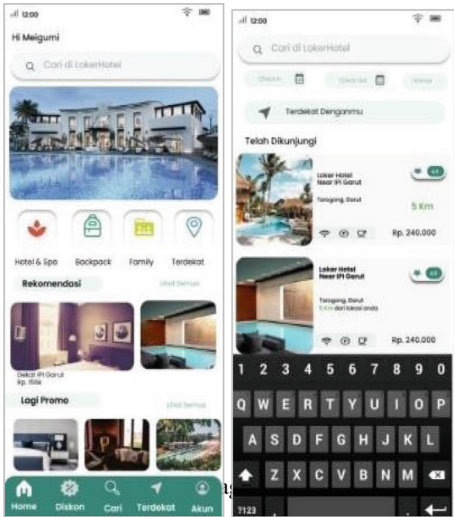 12:00
Hi Meigumi
Cari di LokerHotel
Hotel & Spa
Backpack
Family
Terdekat
Rekomendasi
Lihat Semua
Dekat IPI Garut
Rp. 156k
Lagi Promo
Lihat Semua
Home
Diskon
Cari
Terdekat
Akun
12:00
Cari di LokerHotel
Check in
Check out
Terdekat Denganmu
Telah Dikunjungi
Loker Hotel
Near IPI Garut
Tarogong, Garut
5 Km
Rp. 240.000
Loker Hotel
Near IPI Garut
Tarogong, Garut
5 Km dari lokasi anda
Rp. 240.000
1 2 3 4 5 6 7 8 9 0
Q W E R T Y U I O P
A S D F G H J K L
Z X C V B N M
?123 .